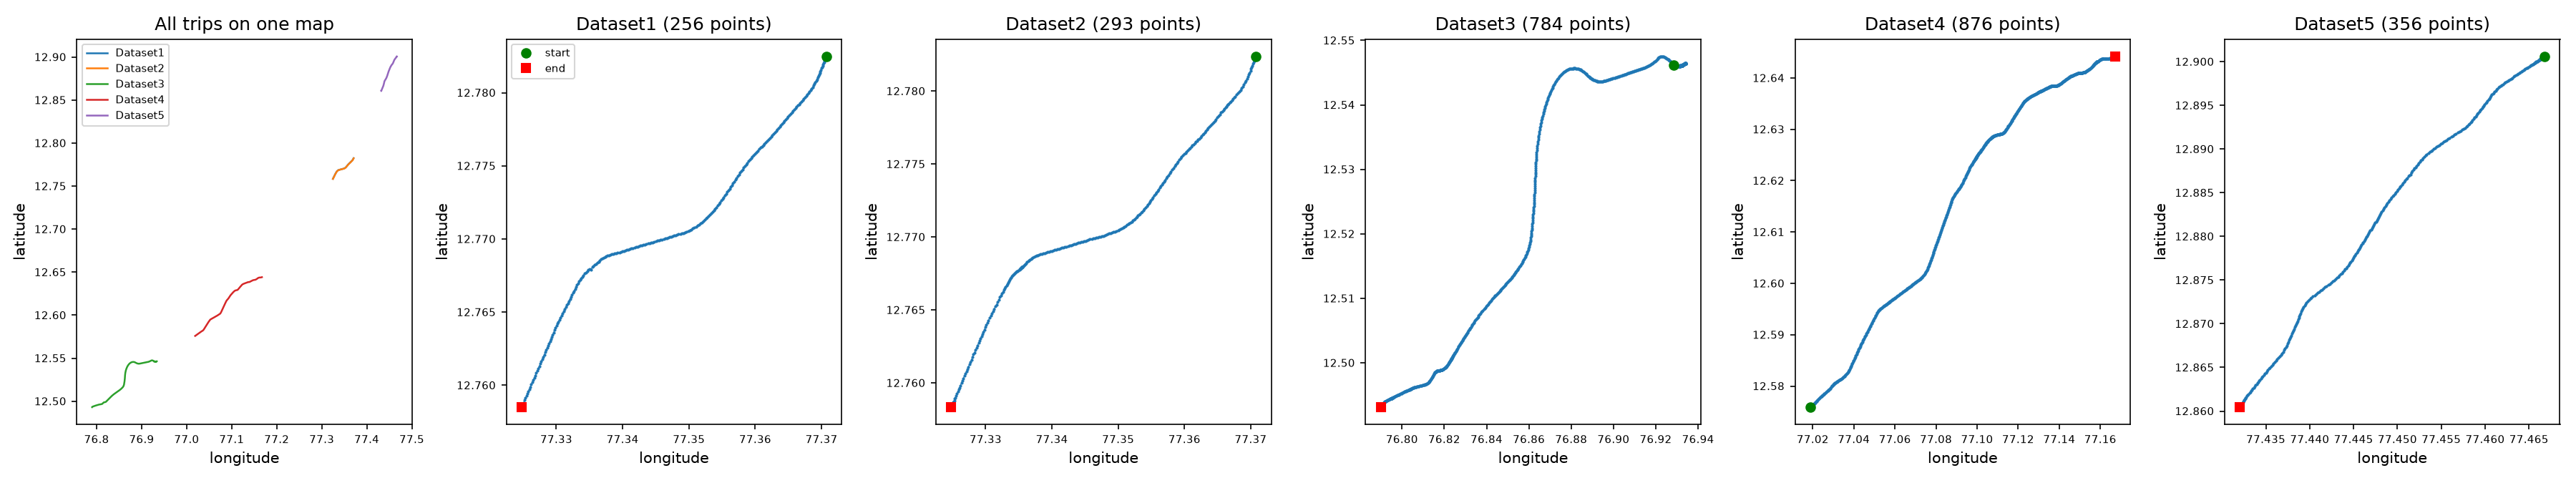 All trips on one map
Dataset1
Dataset2
Dataset3
Dataset4
Dataset5
12.90
12.85
12.80
12.75
12.70
12.65
12.60
12.55
12.50
latitude
76.8 76.9 77.0 77.1 77.2 77.3 77.4 77.5
longitude
Dataset1 (256 points)
start
end
12.780
12.775
12.770
12.765
12.760
latitude
77.33 77.34 77.35 77.36 77.37
longitude
Dataset2 (293 points)
12.780
12.775
12.770
12.765
12.760
latitude
77.33 77.34 77.35 77.36 77.37
longitude
Dataset3 (784 points)
12.55
12.54
12.53
12.52
12.51
12.50
latitude
76.80 76.82 76.84 76.86 76.88 76.90 76.92 76.94
longitude
Dataset4 (876 points)
12.64
12.63
12.62
12.61
12.60
12.59
12.58
latitude
77.02 77.04 77.06 77.08 77.10 77.12 77.14 77.16
longitude
Dataset5 (356 points)
12.900
12.895
12.890
12.885
12.880
12.875
12.870
12.865
12.860
latitude
77.435 77.440 77.445 77.450 77.455 77.460 77.465
longitude